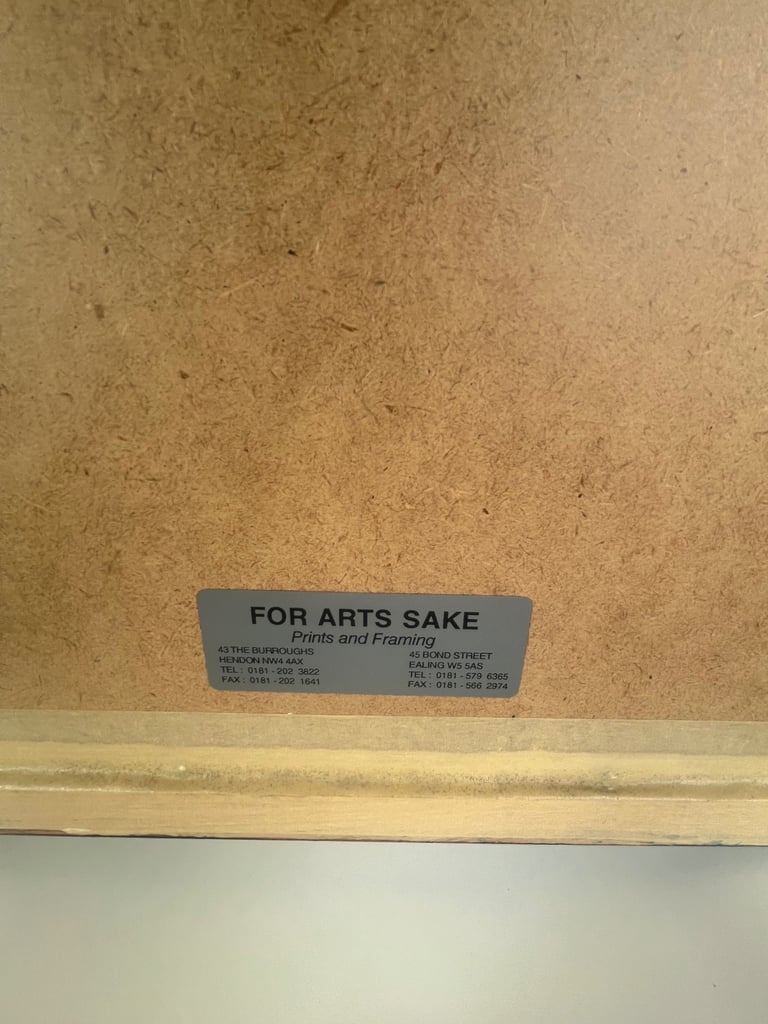 FOR ARTS SAKE
Prints and Framing
43 THE BURROUGHS
HENDON NW4 4AX
TEL : 0181 - 202 3822
FAX : 0181 - 202 1641
45 BOND STREET
EALING W5 5AS
TEL : 0181 - 579 6365
FAX : 0181 - 566 2974